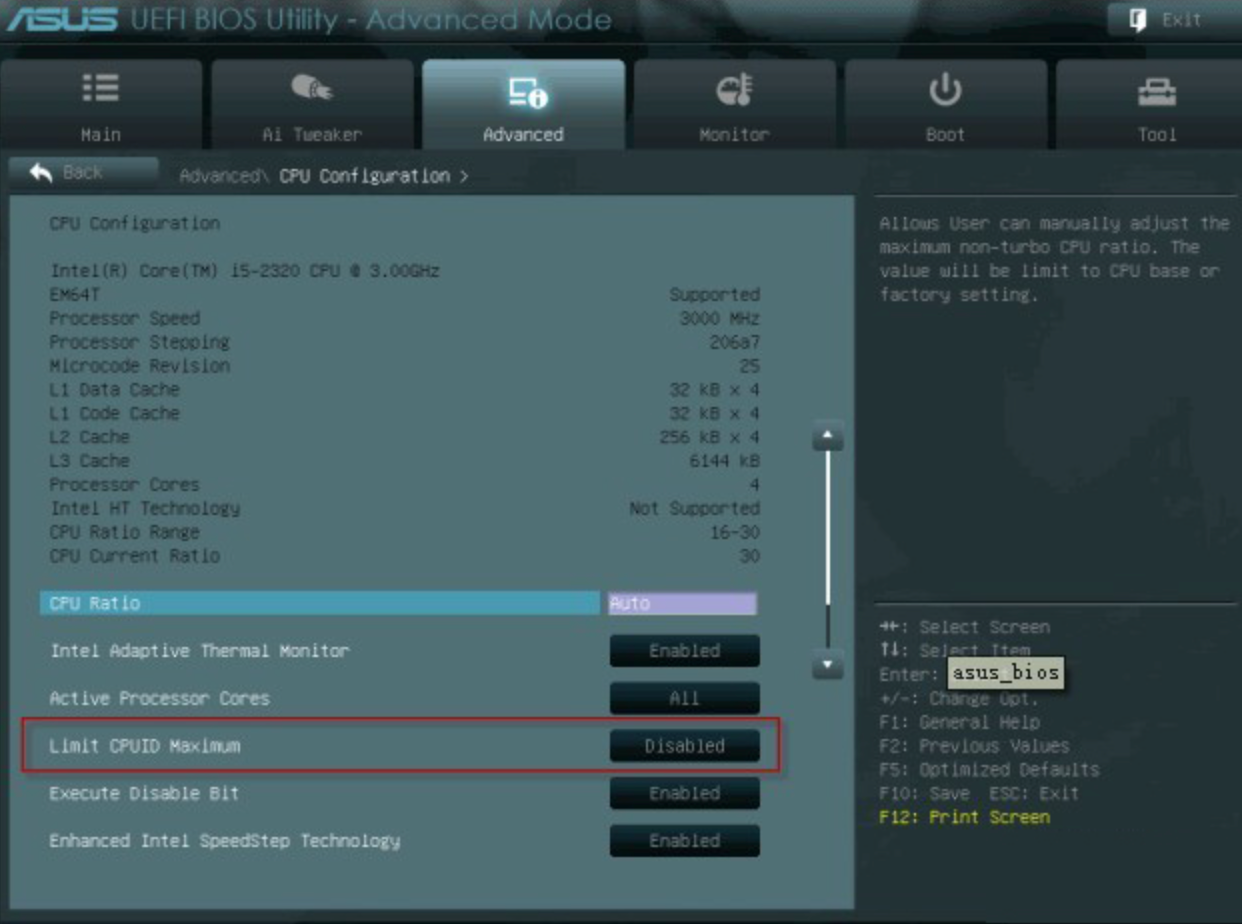 ASUS UEFI BIOS Utility - Advanced Mode
Exit
Main
Ai Tweaker
Advanced
Monitor
Boot
Tool
Back
Advanced\ CPU Configuration >
CPU Configuration
Intel(R) Core(TM) i5-2320 CPU @ 3.00GHz
EM64T Supported
Processor Speed 3000 MHz
Processor Stepping 206a7
Microcode Revision 25
L1 Data Cache 32 kB x 4
L1 Code Cache 32 kB x 4
L2 Cache 256 kB x 4
L3 Cache 6144 kB
Processor Cores 4
Intel HT Technology Not Supported
CPU Ratio Range 16-30
CPU Current Ratio 30
CPU Ratio Auto
Intel Adaptive Thermal Monitor Enabled
Active Processor Cores All
Limit CPUID Maximum Disabled
Execute Disable Bit Enabled
Enhanced Intel SpeedStep Technology Enabled
Allows User can manually adjust the
maximum non-turbo CPU ratio. The
value will be limit to CPU base or
factory setting.
→←: Select Screen
↑↓: Select Item
Enter:
asus_bios
+/-: Change Opt.
F1: General Help
F2: Previous Values
F5: Optimized Defaults
F10: Save ESC: Exit
F12: Print Screen